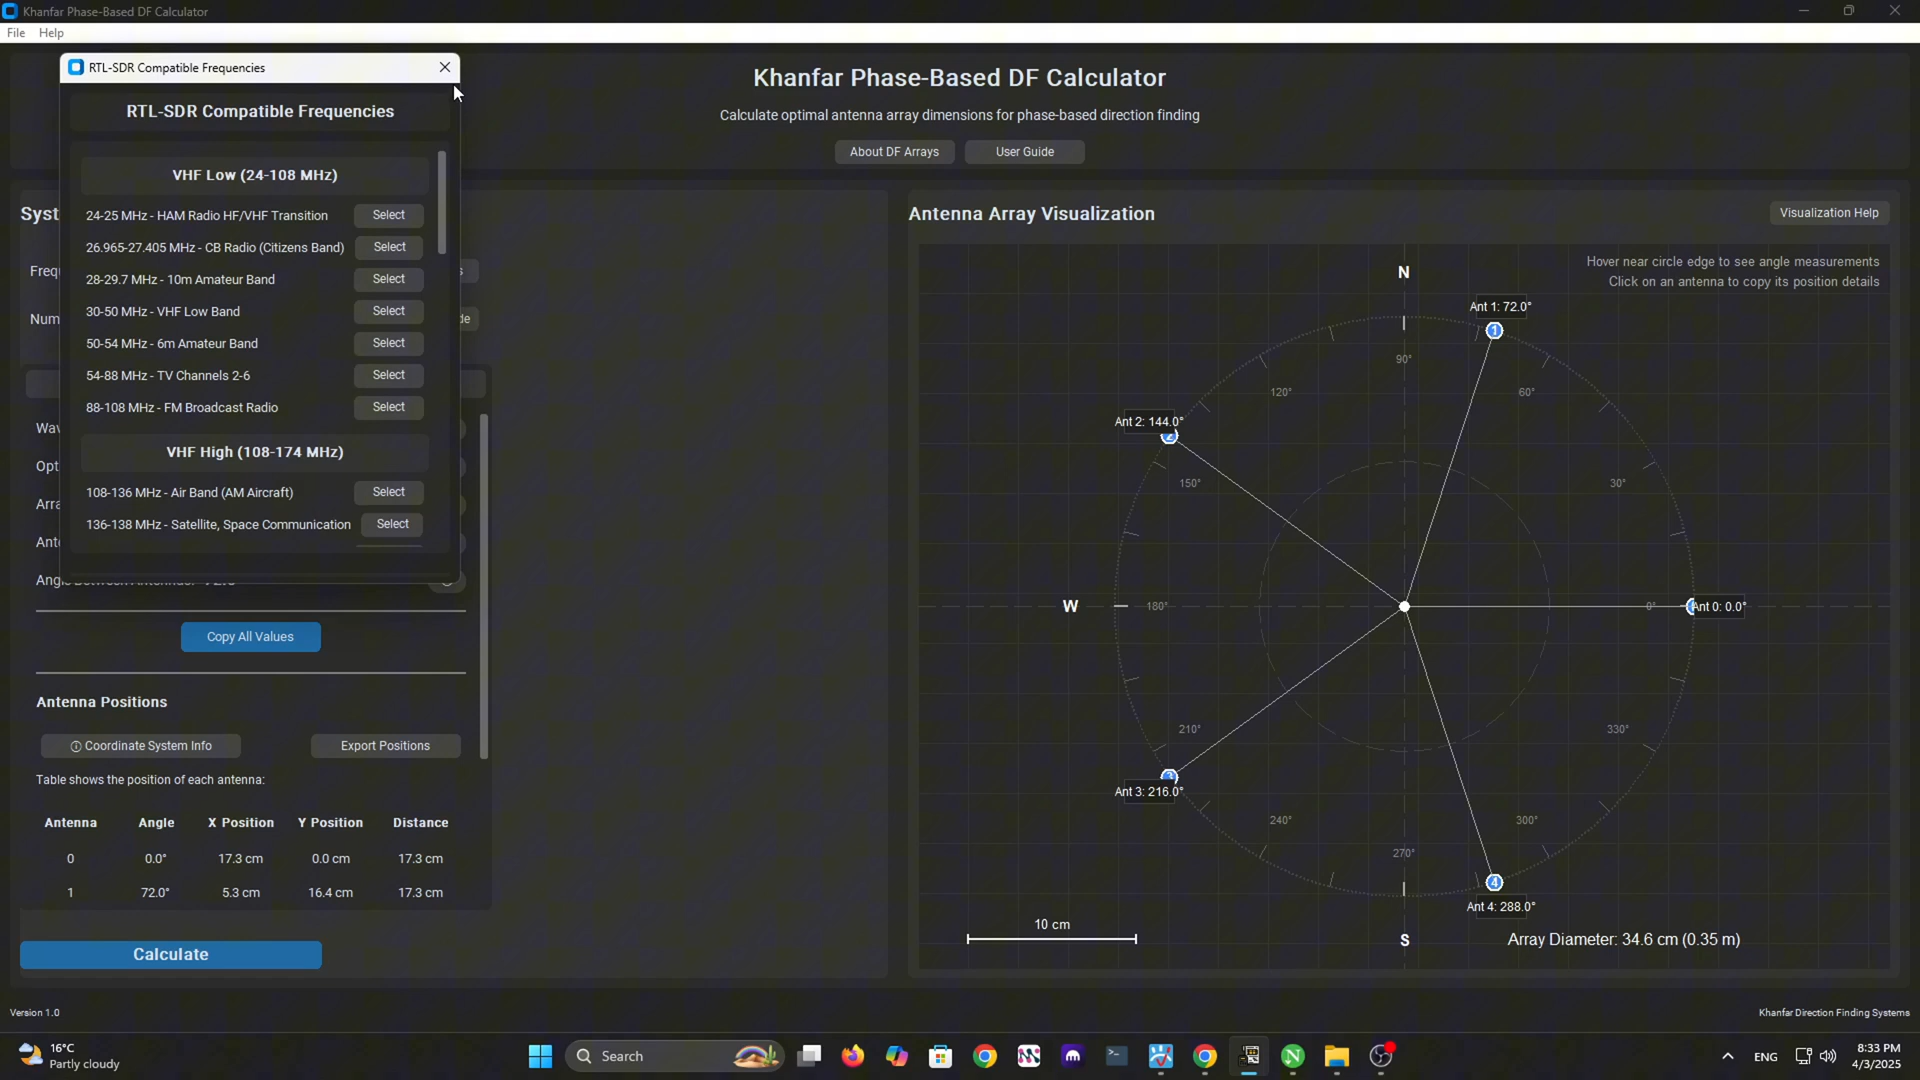 Khanfar Phase-Based DF Calculator
File Help
RTL-SDR Compatible Frequencies
RTL-SDR Compatible Frequencies
VHF Low (24-108 MHz)
24-25 MHz - HAM Radio HF/VHF Transition Select
26.965-27.405 MHz - CB Radio (Citizens Band) Select
28-29.7 MHz - 10m Amateur Band Select
30-50 MHz - VHF Low Band Select
50-54 MHz - 6m Amateur Band Select
54-88 MHz - TV Channels 2-6 Select
88-108 MHz - FM Broadcast Radio Select
VHF High (108-174 MHz)
108-136 MHz - Air Band (AM Aircraft) Select
136-138 MHz - Satellite, Space Communication Select
Khanfar Phase-Based DF Calculator
Calculate optimal antenna array dimensions for phase-based direction finding
About DF Arrays User Guide
Syst
Freq
Num
Wav
Opt
Arra
Ante
Copy All Values
Antenna Positions
ⓘ Coordinate System Info Export Positions
Table shows the position of each antenna:
Antenna Angle X Position Y Position Distance
0 0.0° 17.3 cm 0.0 cm 17.3 cm
1 72.0° 5.3 cm 16.4 cm 17.3 cm
Calculate
Antenna Array Visualization
Visualization Help
Hover near circle edge to see angle measurements
Click on an antenna to copy its position details
N
Ant 1: 72.0°
1
90°
120° 60°
Ant 2: 144.0°
2
150° 30°
W 180° 0° Ant 0: 0.0°
210° 330°
3
Ant 3: 216.0°
240° 300°
270°
4
Ant 4: 288.0°
10 cm
S
Array Diameter: 34.6 cm (0.35 m)
Version 1.0
Khanfar Direction Finding Systems
16°C
Partly cloudy
Search
ENG
8:33 PM
4/3/2025